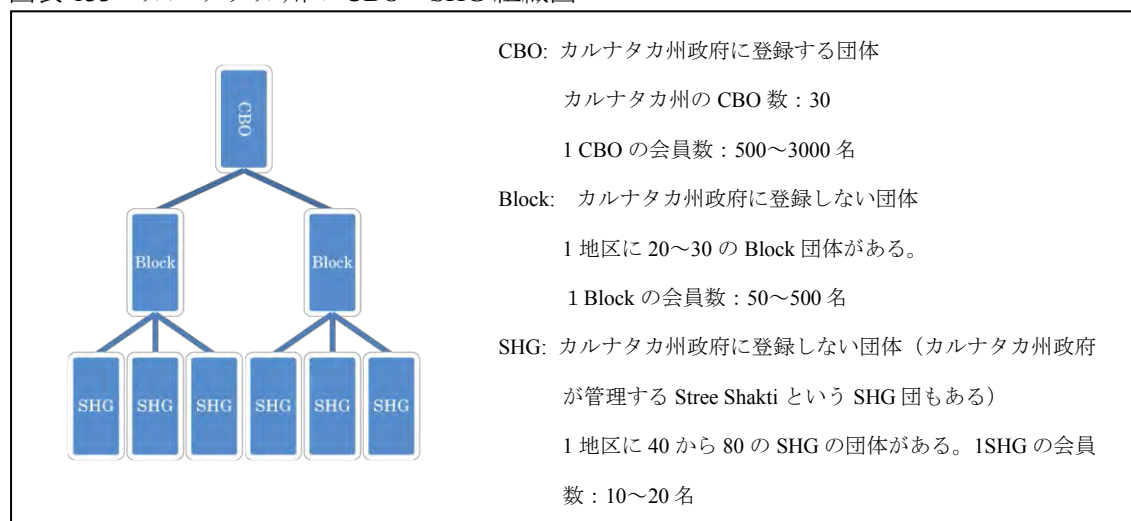 CBO: カルナタカ州政府に登録する団体
カルナタカ州の CBO 数：30
1 CBO の会員数：500～3000 名
Block: カルナタカ州政府に登録しない団体
1 地区に 20～30 の Block 団体がある。
１Block の会員数：50～500 名
SHG: カルナタカ州政府に登録しない団体（カルナタカ州政府
が管理する Stree Shakti という SHG 団もある）
1 地区に 40 から 80 の SHG の団体がある。1SHG の会員
数：10～20 名
CBO
Block Block
SHG SHG SHG SHG SHG SHG